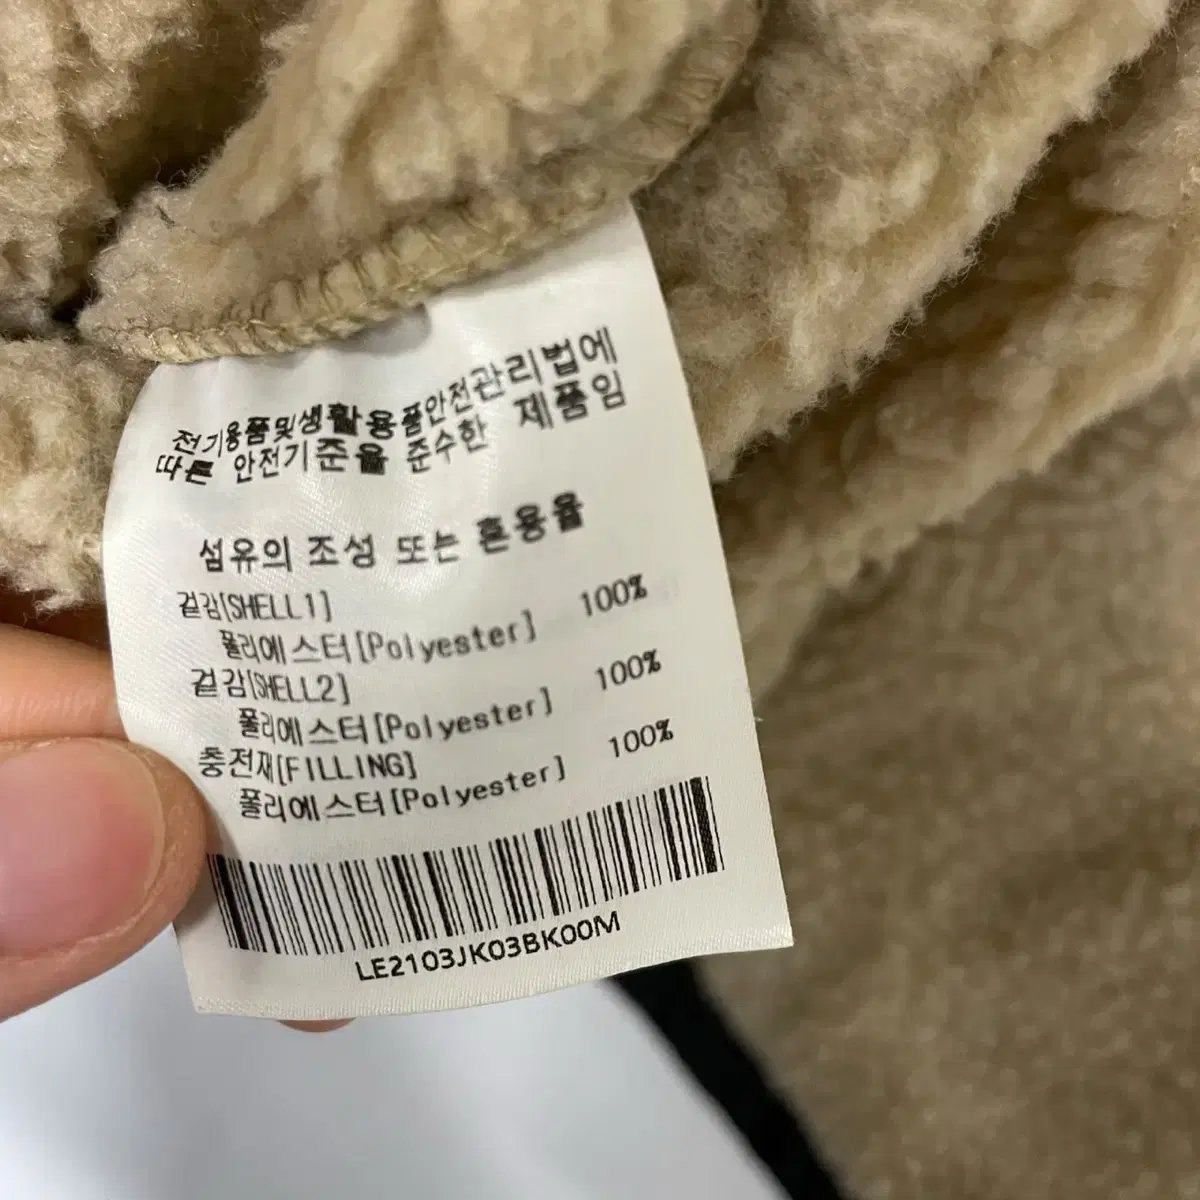 전기용품및생활용품안전관리법에
따른 안전기준을 준수한 제품임
섬유의 조성 또는 혼용율
겉감[SHELL1]
폴리에스터[Polyester] 100%
겉감[SHELL2]
폴리에스터[Polyester] 100%
충전재[FILLING]
폴리에스터[Polyester] 100%
LE2103JK03BK00M